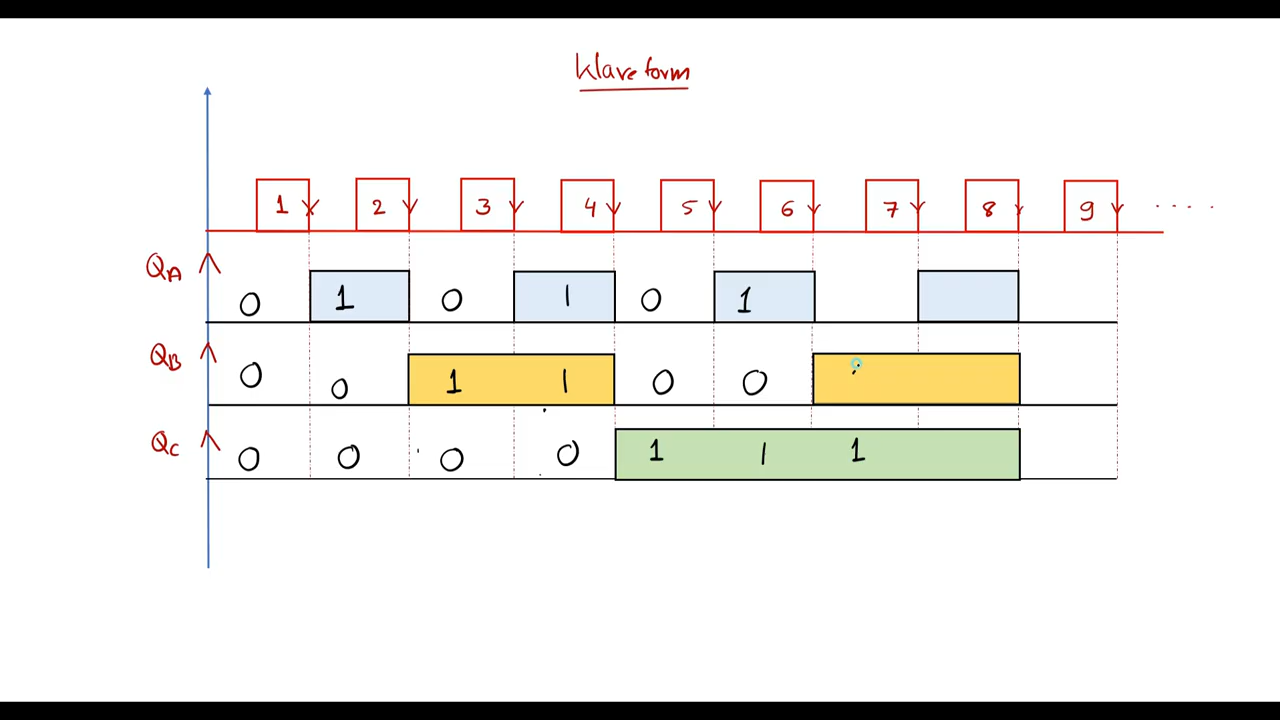 Waveform
1 2 3 4 5 6 7 8 9 ....
QA 0 1 0 1 0 1
QB 0 0 1 1 0 0
QC 0 0 0 0 1 1 1